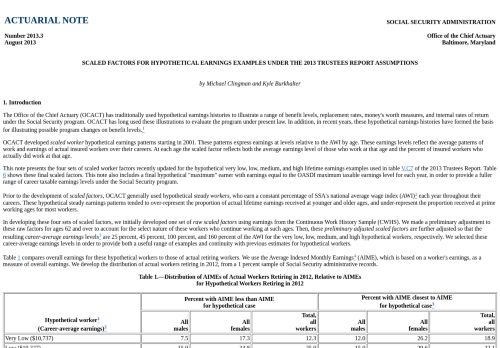 ACTUARIAL NOTE
SOCIAL SECURITY ADMINISTRATION
Number 2013.3
Office of the Chief Actuary
August 2013
Baltimore, Maryland
SCALED FACTORS FOR HYPOTHETICAL EARNINGS EXAMPLES UNDER THE 2013 TRUSTEES REPORT ASSUMPTIONS
by Michael Clingman and Kyle Burkhalter
1. Introduction
The Office of the Chief Actuary (OCACT) has traditionally used hypothetical earnings histories to illustrate a range of benefit levels, replacement rates, money's worth measures, and internal rates of return
under the Social Security Program. OCACT has long used these illustrations to evaluate the program under present law. In addition, in recent years, these hypothetical earnings histories have formed the basis
for illustrating possible program changes on benefit levels.1
OCACT developed scaled worker hypothetical earnings patterns starting in 2001. These patterns express earnings at levels relative to the AWI by age. These earnings levels reflect the average patterns of
work and earnings of actual insured workers over their careers. At each age the scaled factor reflects both the average earnings level of those who work at that age and the percent of insured workers who
actually did work at that age.
This note presents the four sets of scaled worker factors recently updated for the hypothetical very low, low, medium, and high lifetime earnings examples used in table V.C7 of the 2013 Trustees Report. Table
6 shows these final scaled factors. This note also includes a final hypothetical "maximum" earner with earnings equal to the OASDI maximum taxable earnings level for each year, in order to provide a fuller
range of career taxable earnings levels under the Social Security program.
Prior to the development of scaled factors, OCACT generally used hypothetical steady workers, who earn a constant percentage of SSA's national average wage index (AWI)2 each year throughout their
careers. These hypothetical steady earnings patterns tended to over-represent the proportion of actual lifetime earnings received at younger and older ages, and under-represent the proportion received at prime
working ages for most workers.
In developing these four sets of scaled factors, we initially developed one set of raw scaled factors using earnings from the Continuous Work History Sample (CWHS). We made a preliminary adjustment to
these raw factors for ages 62 and over to account for the select nature of these workers who continue working at such ages. Then, these preliminary adjusted scaled factors are further adjusted so that the
resulting career-average earnings levels3 are 25 percent, 45 percent, 100 percent, and 160 percent of the AWI for the very low, low, medium, and high hypothetical workers, respectively. We selected these
career-average earnings levels in order to provide both a useful range of examples and continuity with previous estimates for hypothetical workers.
Table 1 compares overall earnings for these hypothetical workers to those of actual retiring workers. We use the Average Indexed Monthly Earnings4 (AIME), which is based on a worker's earnings, as a
measure of overall earnings. We develop the distribution of actual workers retiring in 2012, from a 1 percent sample of Social Security administrative records.
Table 1.—Distribution of AIMEs of Actual Workers Retiring in 2012, Relative to AIMEs
for Hypothetical Workers Retiring in 2012
Hypothetical worker
(Career-average earnings)
Percent with AIME less than AIME
for hypothetical case
Percent with AIME closest to AIME
for hypothetical case
All
males
All
females
Total,
all
workers
All
males
All
females
Total,
all
workers
Very Low ($10,737) 7.5 17.3 12.3 12.0 26.2 18.9